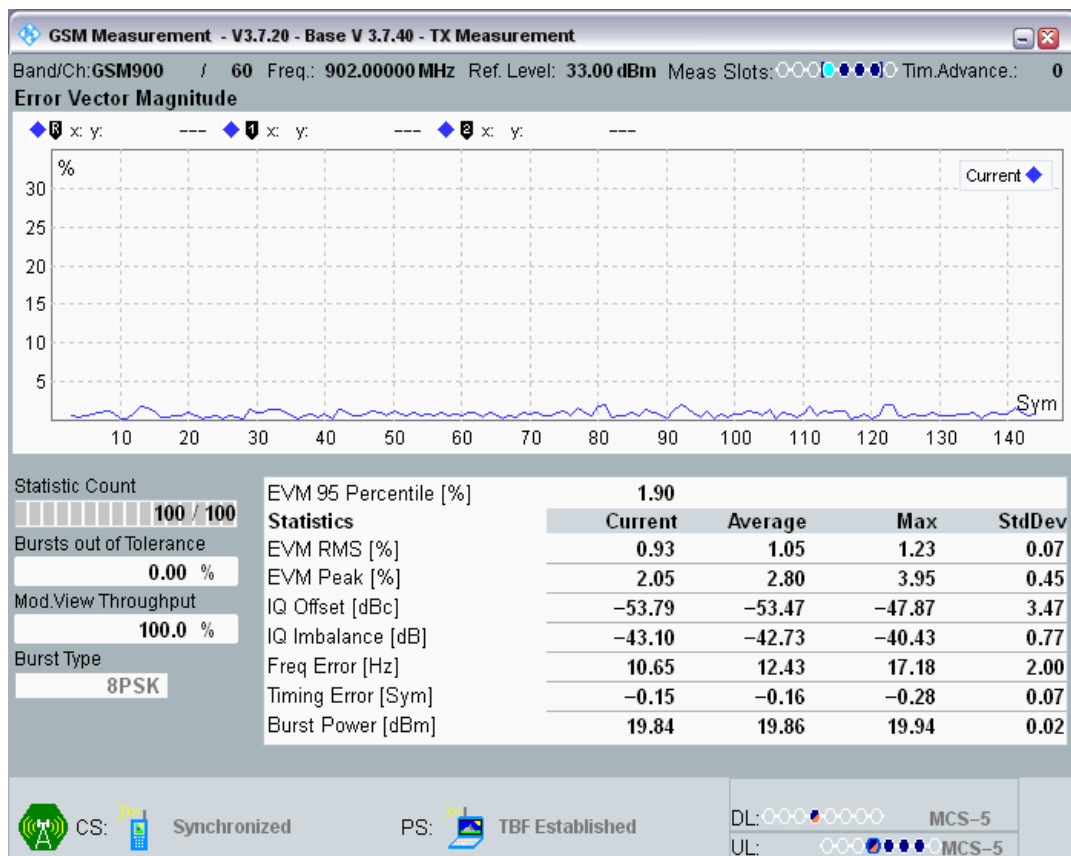 GSM Measurement - V3.7.20 - Base V 3.7.40 - TX Measurement
Band/Ch:GSM900 / 60 Freq.: 902.00000 MHz Ref. Level: 33.00 dBm Meas Slots: Tim.Advance.: 0
Error Vector Magnitude
R x: y: --- 1 x: y: --- 2 x: y: ---
%
Current
30
25
20
15
10
5
Sym
10 20 30 40 50 60 70 80 90 100 110 120 130 140
Statistic Count
100 / 100
Bursts out of Tolerance
0.00 %
Mod.View Throughput
100.0 %
Burst Type
8PSK
EVM 95 Percentile [%] 1.90
Statistics Current Average Max StdDev
EVM RMS [%] 0.93 1.05 1.23 0.07
EVM Peak [%] 2.05 2.80 3.95 0.45
IQ Offset [dBc] −53.79 −53.47 −47.87 3.47
IQ Imbalance [dB] −43.10 −42.73 −40.43 0.77
Freq Error [Hz] 10.65 12.43 17.18 2.00
Timing Error [Sym] −0.15 −0.16 −0.28 0.07
Burst Power [dBm] 19.84 19.86 19.94 0.02
CS: Synchronized PS: TBF Established
DL: MCS−5
UL: MCS−5